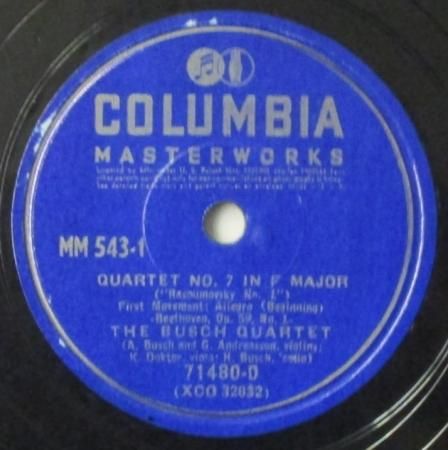 COLUMBIA
MASTERWORKS
MM 543-1
QUARTET NO. 7 IN F MAJOR
("Rasumovsky No. 1")
First Movement: Allegro (Beginning)
-Beethoven, Op. 59, No. 1-
THE BUSCH QUARTET
(A. Busch and G. Andreasson, violins;
K. Doktor, viola; H. Busch, 'cello)
71480-D
(XCO 32032)